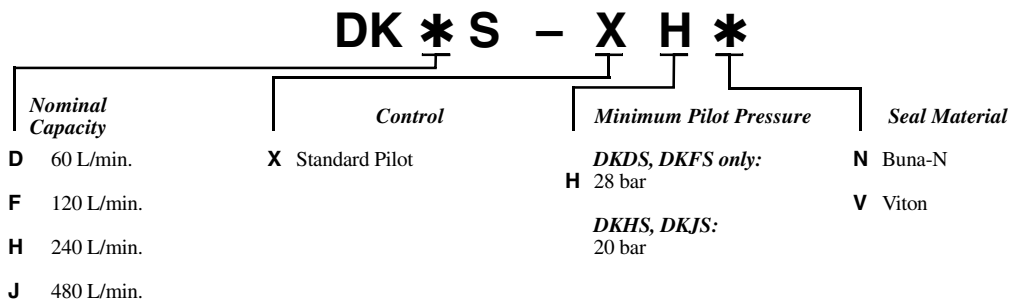 DK ✱ S – X H ✱
Nominal
Capacity
D 60 L/min.
F 120 L/min.
H 240 L/min.
J 480 L/min.
Control
X Standard Pilot
Minimum Pilot Pressure
DKDS, DKFS only:
H 28 bar
DKHS, DKJS:
20 bar
Seal Material
N Buna-N
V Viton